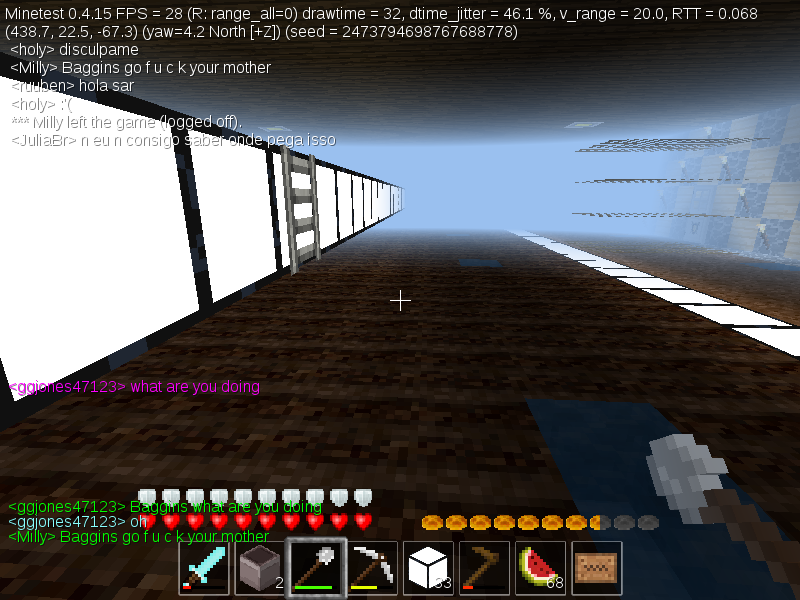 Minetest 0.4.15 FPS = 28 (R: range_all=0) drawtime = 32, dtime_jitter = 46.1 %, v_range = 20.0, RTT = 0.068
(438.7, 22.5, -67.3) (yaw=4.2 North [+Z]) (seed = 2473794698767688778)
<holy> disculpame
<Milly> Baggins go f u c k your mother
<ruuben> hola sar
<holy> :'(
*** Milly left the game (logged off).
<JuliaBr> n eu n consigo saber onde pega isso
<ggjones47123> what are you doing
<ggjones47123> Baggins what are you doing
<ggjones47123> oh
<Milly> Baggins go f u c k your mother
2 33 68